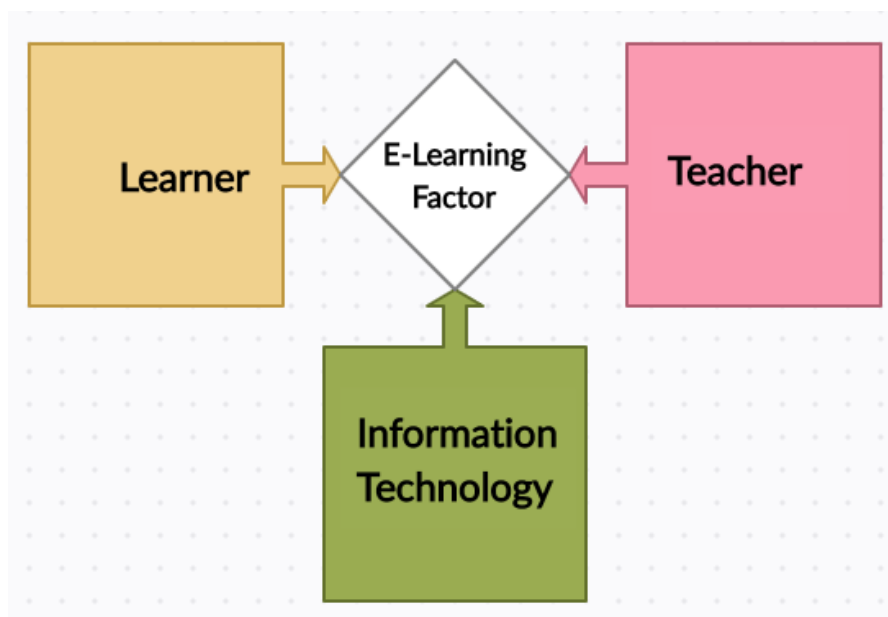 Learner
E-Learning
Factor
Teacher
Information
Technology